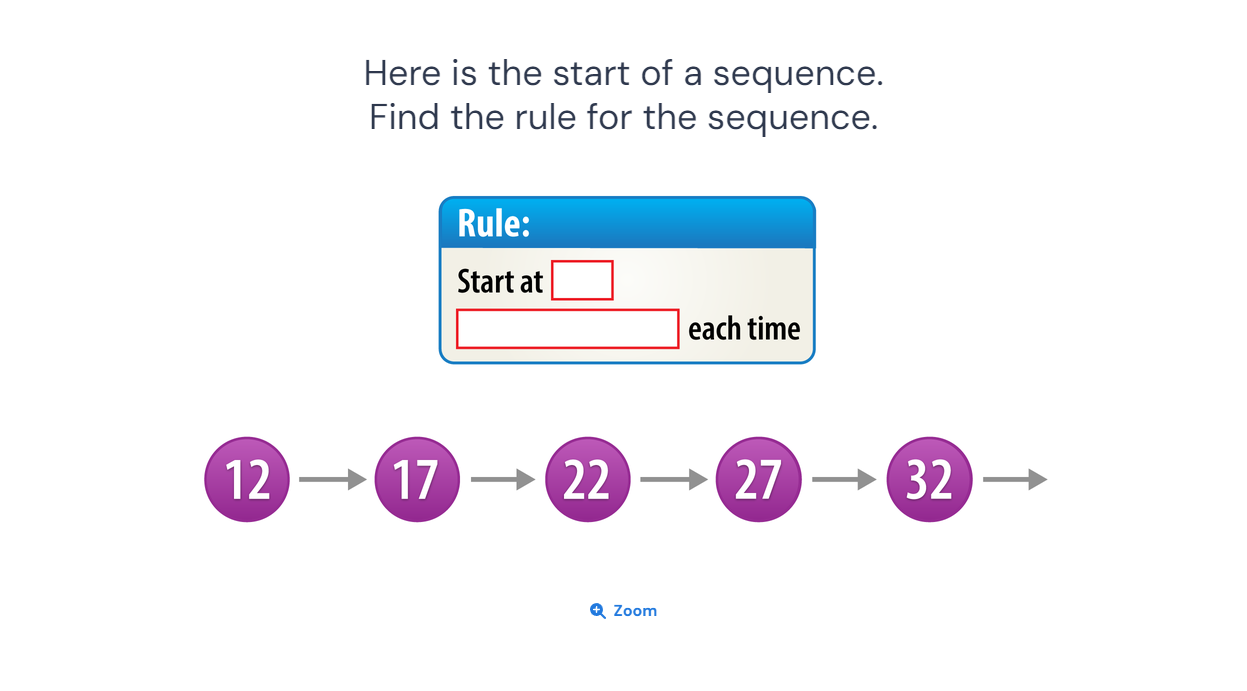 Here is the start of a sequence.
Find the rule for the sequence.
Rule:
Start at
each time
12 17 22 27 32
Zoom